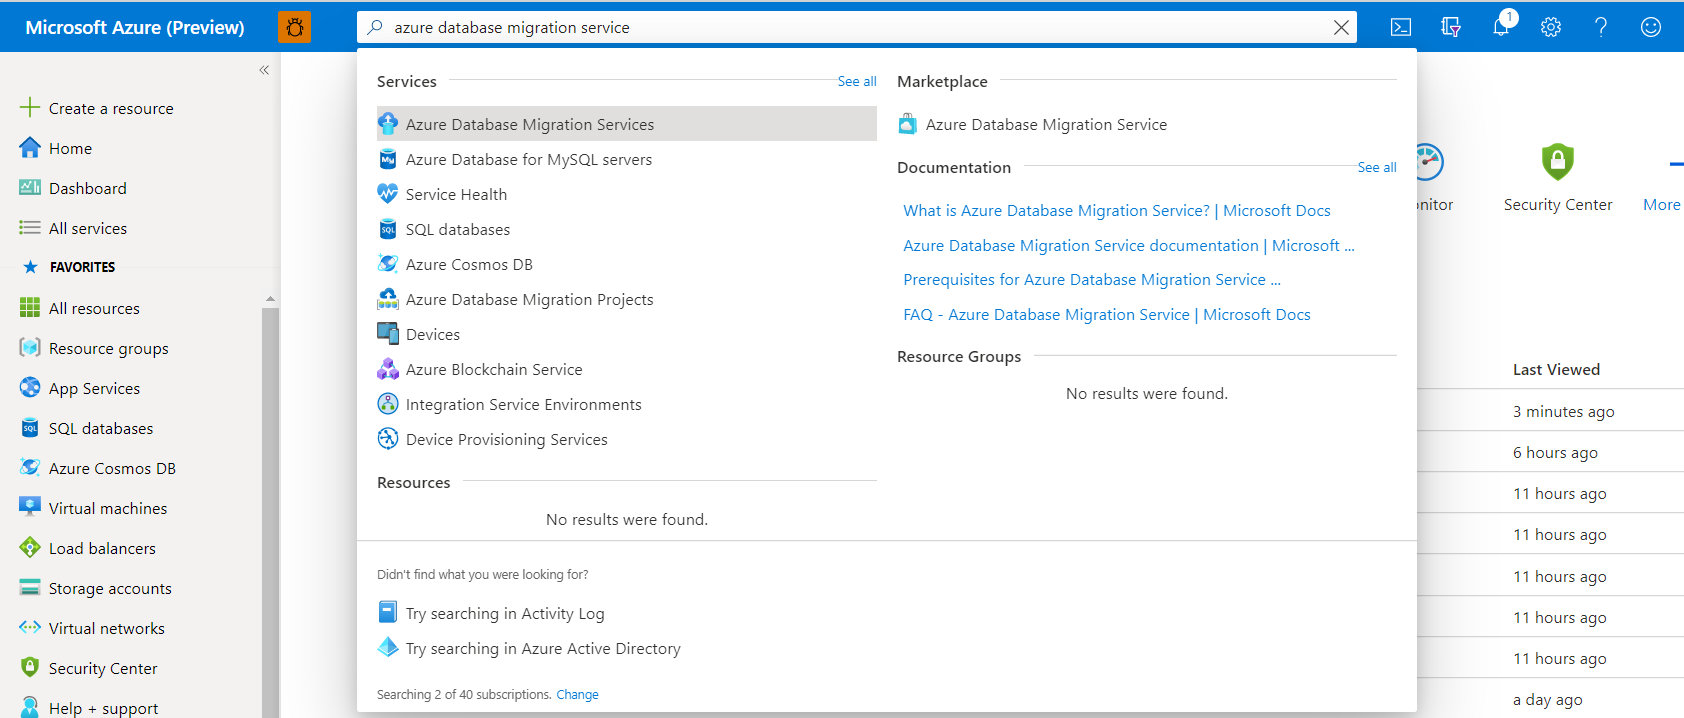 Microsoft Azure (Preview)
azure database migration service
1
Create a resource
Home
Dashboard
All services
FAVORITES
All resources
Resource groups
App Services
SQL databases
Azure Cosmos DB
Virtual machines
Load balancers
Storage accounts
Virtual networks
Security Center
Help + support
Services
See all
Azure Database Migration Services
Azure Database for MySQL servers
Service Health
SQL databases
Azure Cosmos DB
Azure Database Migration Projects
Devices
Azure Blockchain Service
Integration Service Environments
Device Provisioning Services
Resources
No results were found.
Marketplace
Azure Database Migration Service
Documentation
See all
What is Azure Database Migration Service? | Microsoft Docs
Azure Database Migration Service documentation | Microsoft ...
Prerequisites for Azure Database Migration Service ...
FAQ - Azure Database Migration Service | Microsoft Docs
Resource Groups
No results were found.
Didn't find what you were looking for?
Try searching in Activity Log
Try searching in Azure Active Directory
Searching 2 of 40 subscriptions. Change
nitor
Security Center
More
Last Viewed
3 minutes ago
6 hours ago
11 hours ago
11 hours ago
11 hours ago
11 hours ago
11 hours ago
a day ago